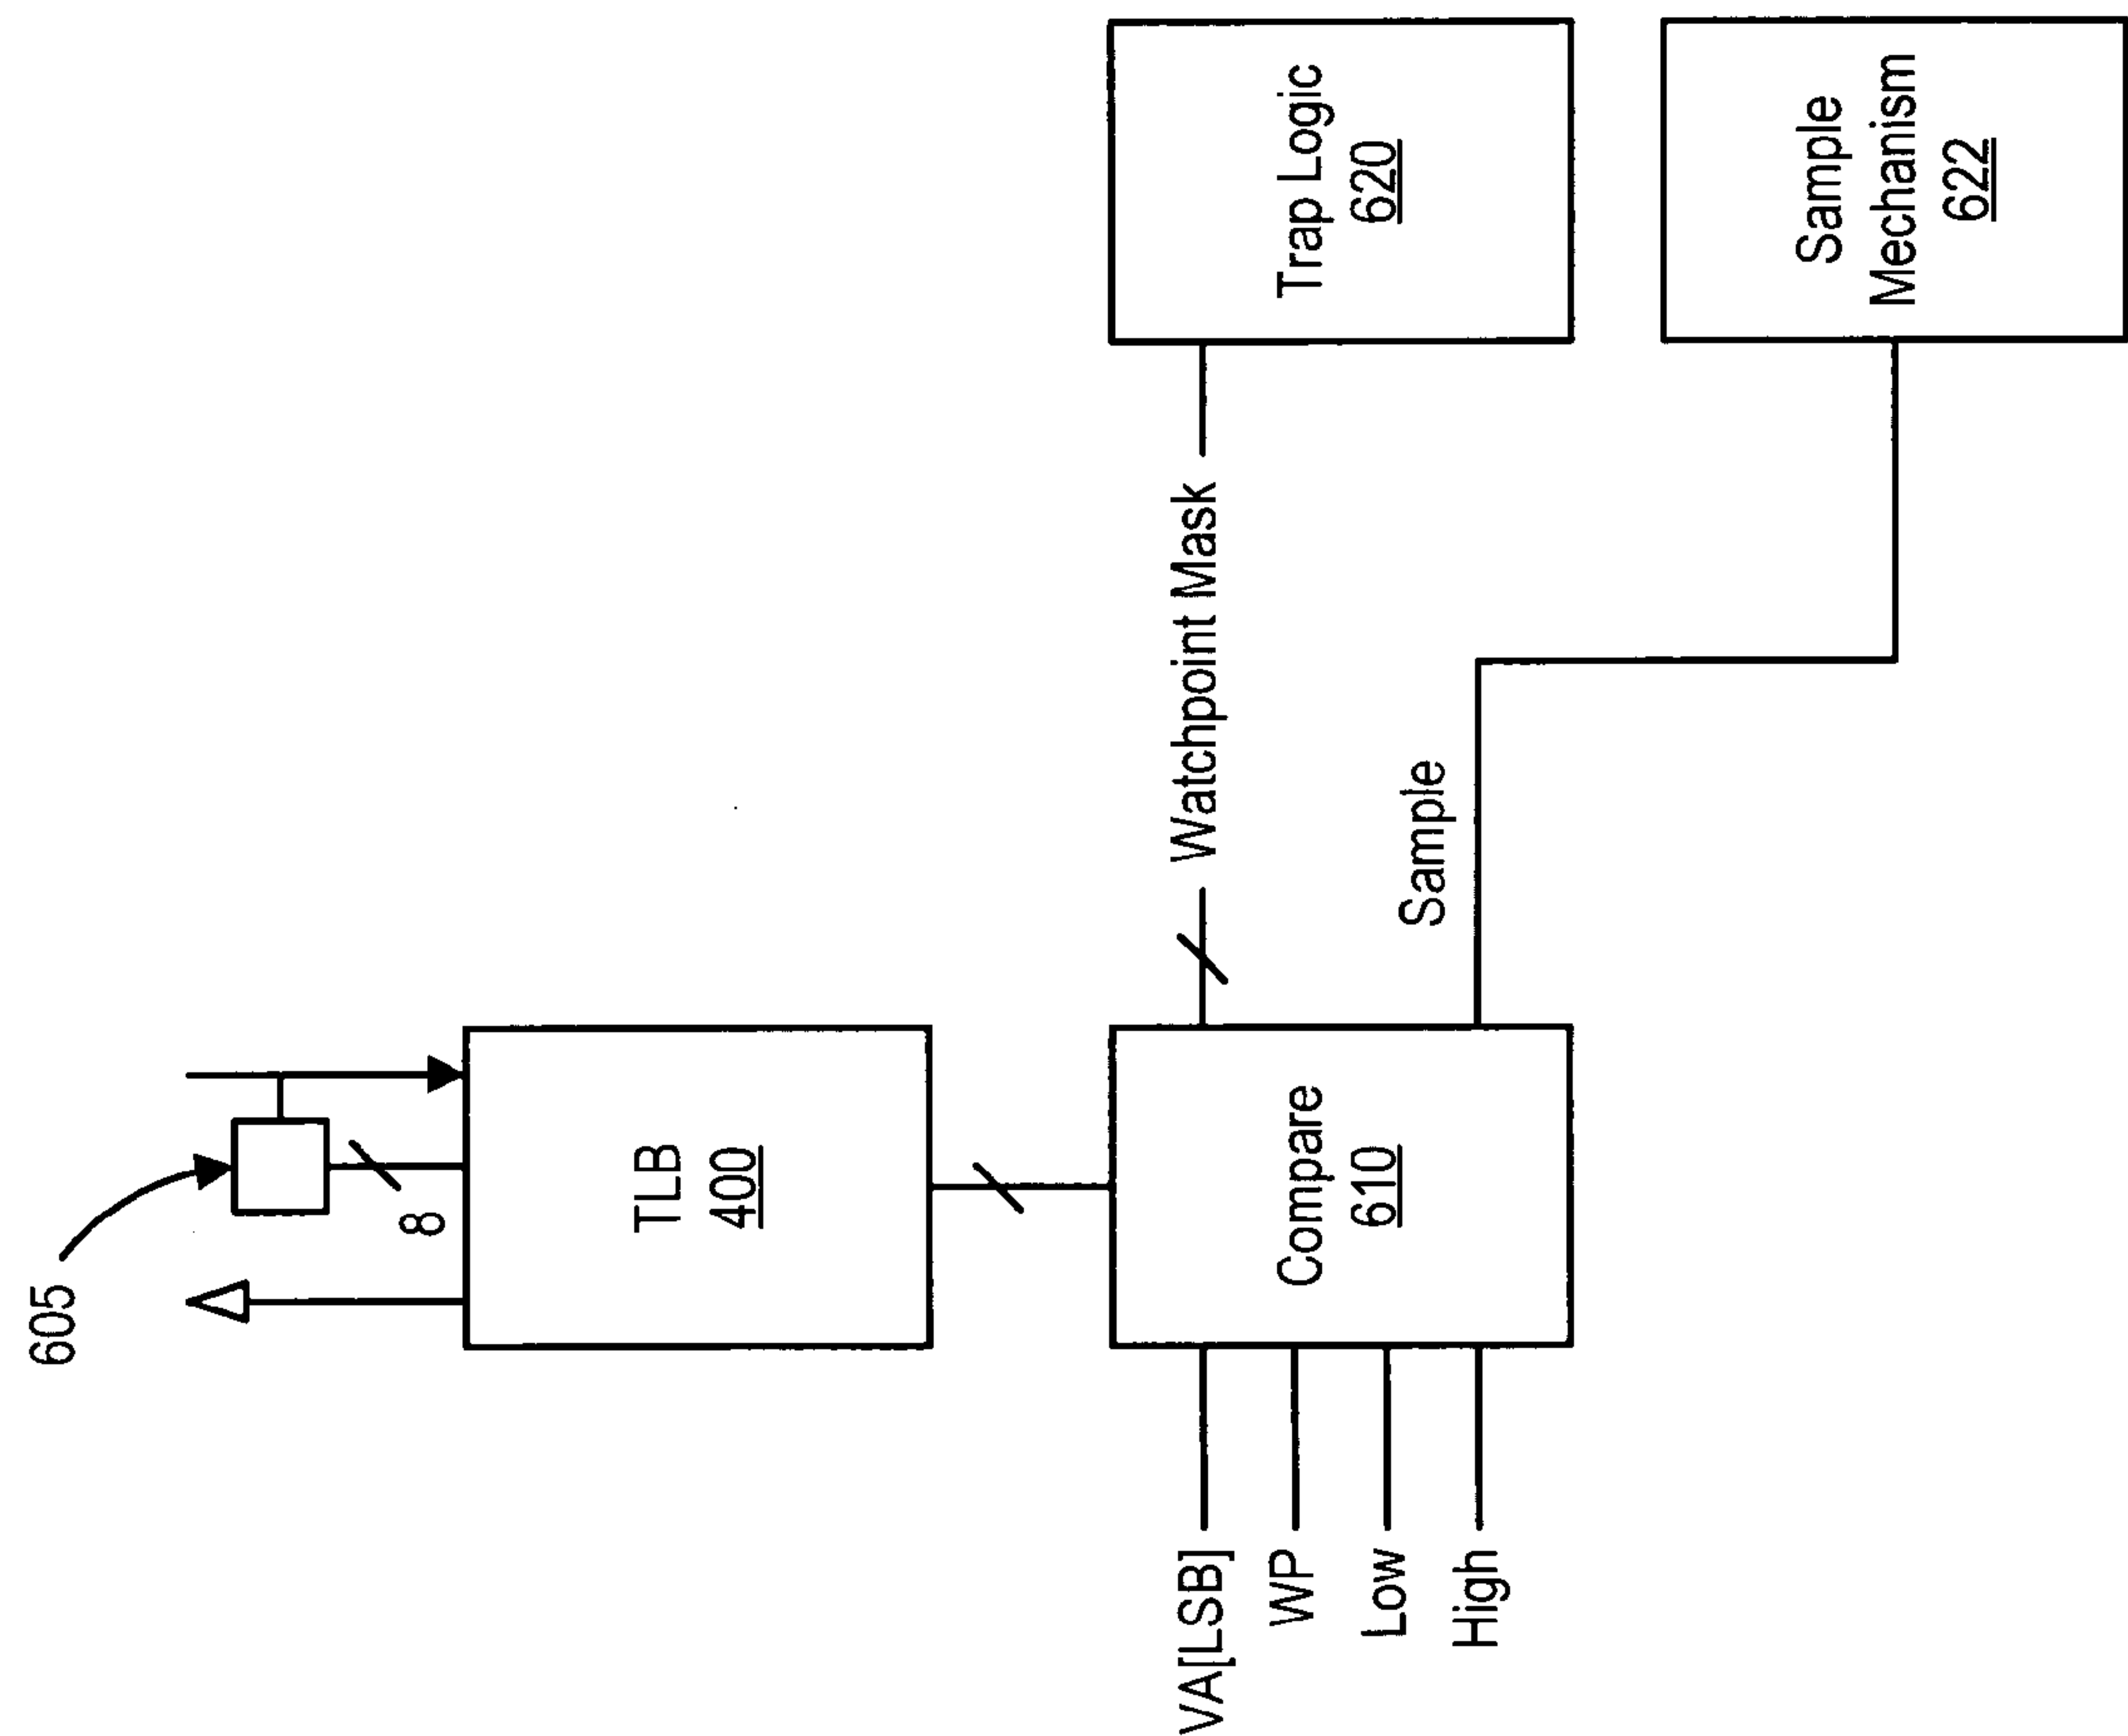 605
8
TLB
400
VA[LSB]
WP
Low
High
Compare
610
Watchpoint Mask
Sample
Trap Logic
620
Sample
Mechanism
622